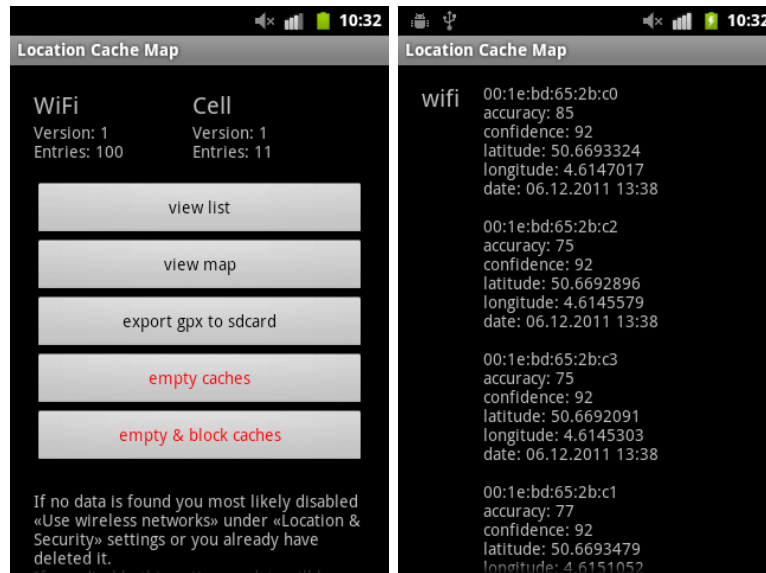 10:32
Location Cache Map
WiFi
Version: 1
Entries: 100
Cell
Version: 1
Entries: 11
view list
view map
export gpx to sdcard
empty caches
empty & block caches
If no data is found you most likely disabled
«Use wireless networks» under «Location &
Security» settings or you already have
deleted it.
10:32
Location Cache Map
wifi
00:1e:bd:65:2b:c0
accuracy: 85
confidence: 92
latitude: 50.6693324
longitude: 4.6147017
date: 06.12.2011 13:38
00:1e:bd:65:2b:c2
accuracy: 75
confidence: 92
latitude: 50.6692896
longitude: 4.6145579
date: 06.12.2011 13:38
00:1e:bd:65:2b:c3
accuracy: 75
confidence: 92
latitude: 50.6692091
longitude: 4.6145303
date: 06.12.2011 13:38
00:1e:bd:65:2b:c1
accuracy: 77
confidence: 92
latitude: 50.6693479
longitude: 4.6151052